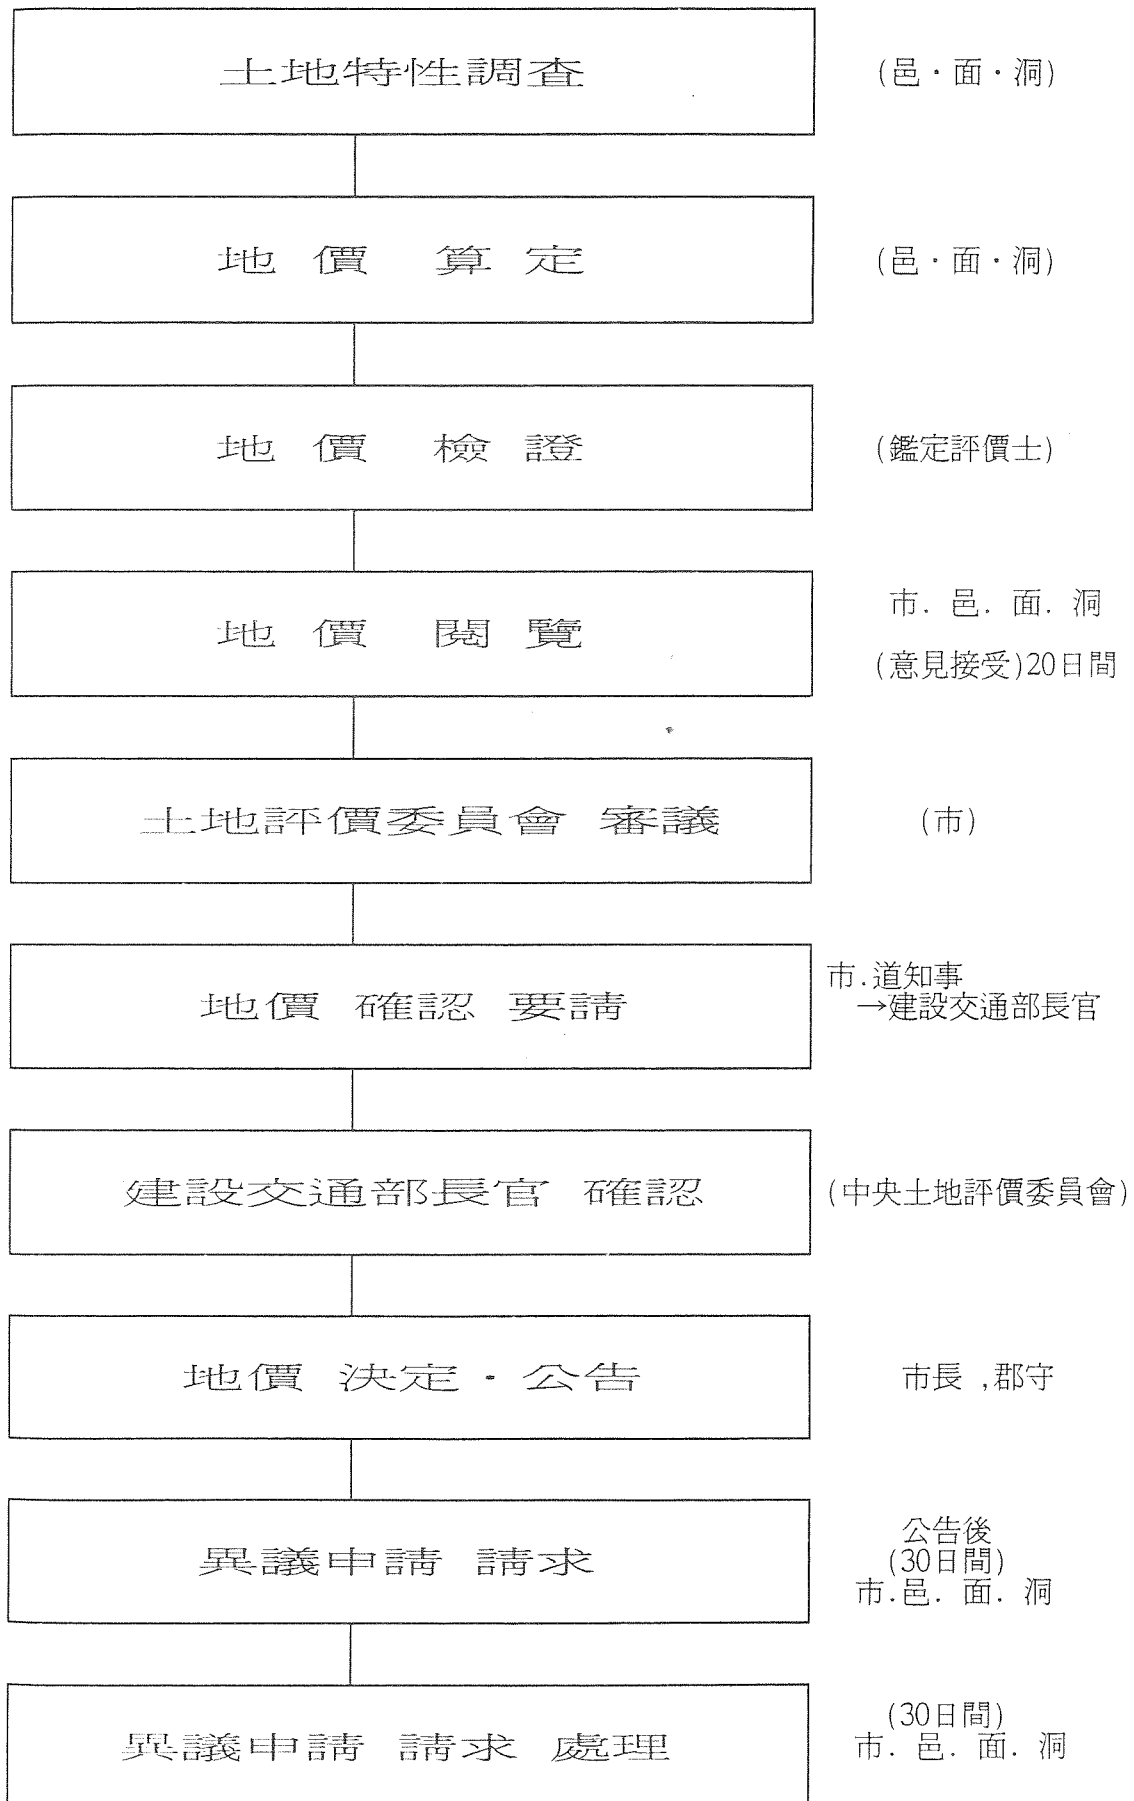 土地特性調査
(邑·面·洞)
地價 算定
(邑·面·洞)
地價 檢證
(鑑定評價士)
地價 閱覽
市. 邑. 面. 洞
(意見接受)20日間
土地評價委員會 審議
(市)
地價 確認 要請
市.道知事
→建設交通部長官
建設交通部長官 確認
(中央土地評價委員會)
地價 決定·公告
市長 ,郡守
異議申請 請求
公告後
(30日間)
市.邑. 面. 洞
異議申請 請求 處理
(30日間)
市. 邑. 面. 洞